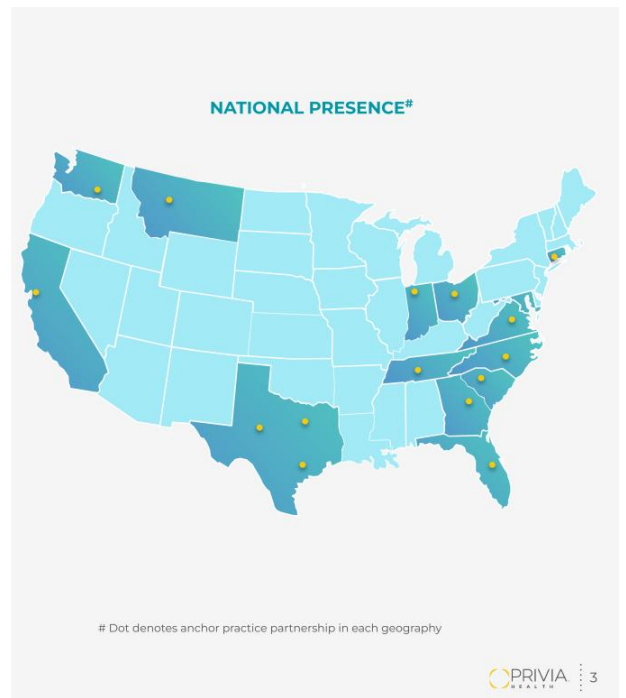 NATIONAL PRESENCE#
# Dot denotes anchor practice partnership in each geography
PRIVIA
HEALTH
3